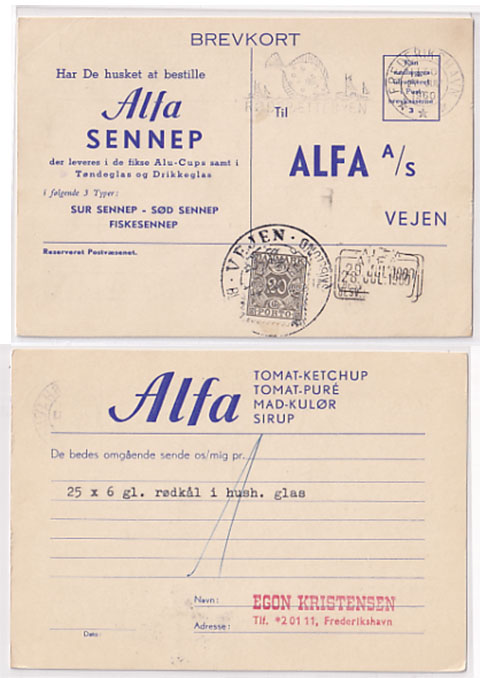 BREVKORT
Har De husket at bestille
Alfa
SENNEP
der leveres i de fikse Alu-Cups samt i
Tøndeglas og Drikkeglas
i følgende 3 Typer:
SUR SENNEP - SØD SENNEP
FISKESENNEP
Reserveret Postvæsenet.
FREDERIKSHAVN
1960
Til
ALFA A/S
VEJEN
VEJEN
DANMARK
20
PORTO
Alfa
TOMAT-KETCHUP
TOMAT-PURÉ
MAD-KULØR
SIRUP
De bedes omgående sende os/mig pr.
25 x 6 gl. rødkål i hush. glas
Navn:
EGON KRISTENSEN
Tlf. *2 01 11, Frederikshavn
Adresse:
Dato: